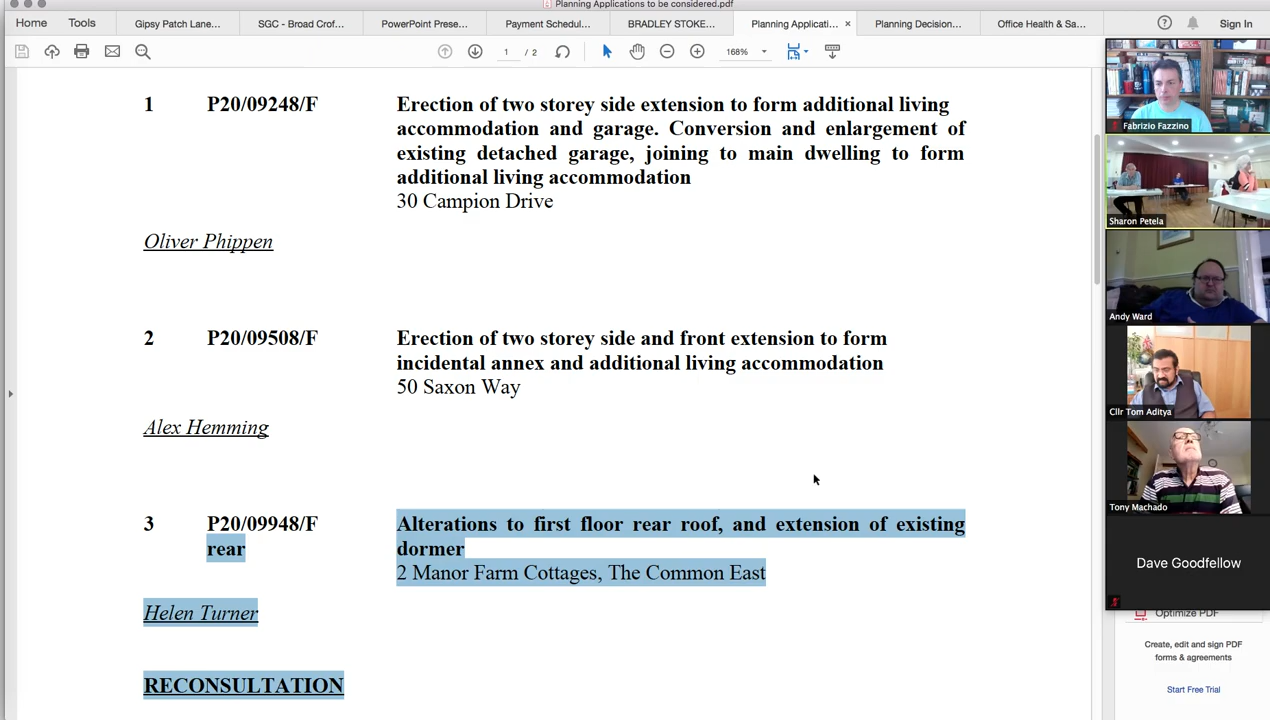 Planning Applications to be considered.pdf
Home
Tools
Gipsy Patch Lane...
SGC - Broad Crof...
PowerPoint Prese...
Payment Schedul...
BRADLEY STOKE...
Planning Applicati... ×
Planning Decision...
Office Health & Sa...
Sign In
1 / 2
168%
1 P20/09248/F Erection of two storey side extension to form additional living
accommodation and garage. Conversion and enlargement of
existing detached garage, joining to main dwelling to form
additional living accommodation
30 Campion Drive
Oliver Phippen
2 P20/09508/F Erection of two storey side and front extension to form
incidental annex and additional living accommodation
50 Saxon Way
Alex Hemming
3 P20/09948/F Alterations to first floor rear roof, and extension of existing
rear dormer
2 Manor Farm Cottages, The Common East
Helen Turner
RECONSULTATION
Fabrizio Fazzino
Sharon Petela
Andy Ward
Cllr Tom Aditya
Tony Machado
Dave Goodfellow
Optimize PDF
Create, edit and sign PDF
forms & agreements
Start Free Trial